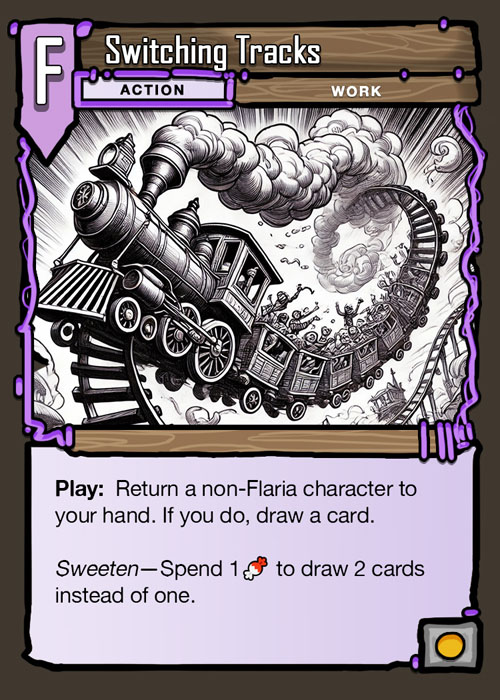 F
Switching Tracks
ACTION
WORK
Play: Return a non-Flaria character to
your hand. If you do, draw a card.
Sweeten—Spend 1 to draw 2 cards
instead of one.